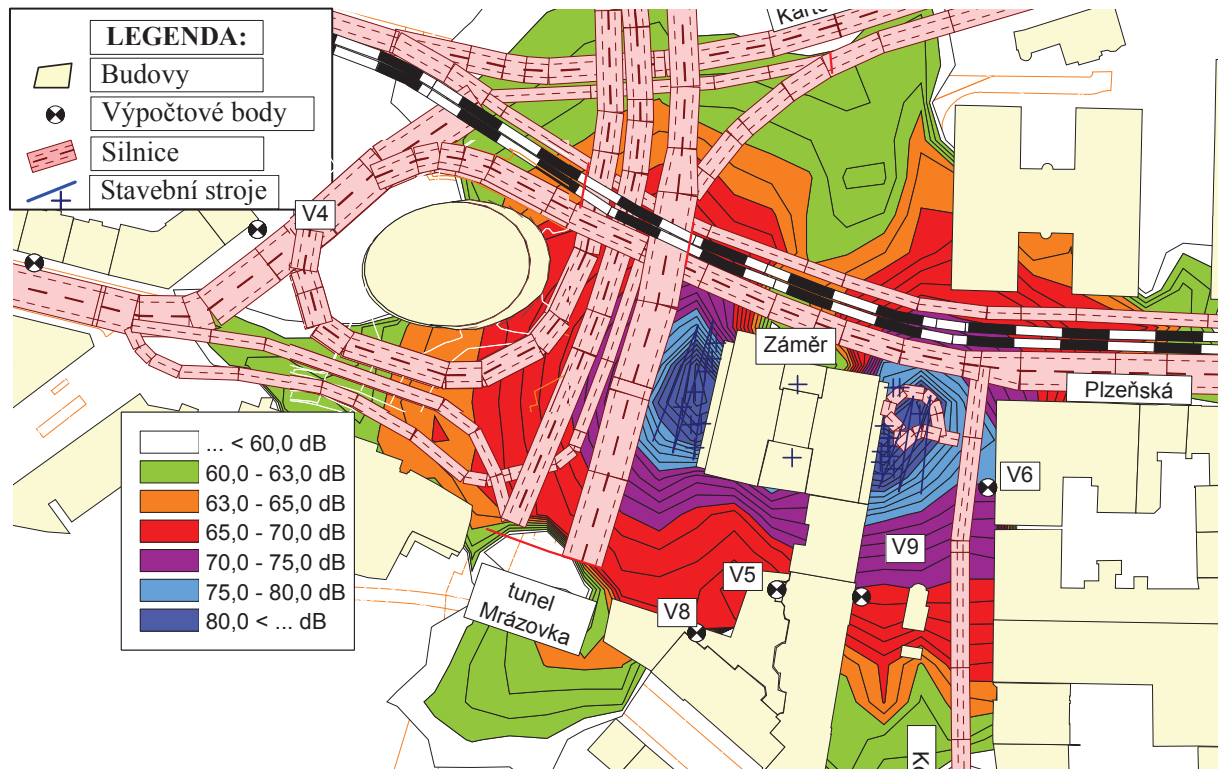 LEGENDA:
Budovy
Výpočtové body
Silnice
Stavební stroje
V4
Záměr
Plzeňská
... < 60,0 dB
60,0 - 63,0 dB
63,0 - 65,0 dB
65,0 - 70,0 dB
70,0 - 75,0 dB
75,0 - 80,0 dB
80,0 < ... dB
V6
V9
V5
V8
tunel
Mrázovka